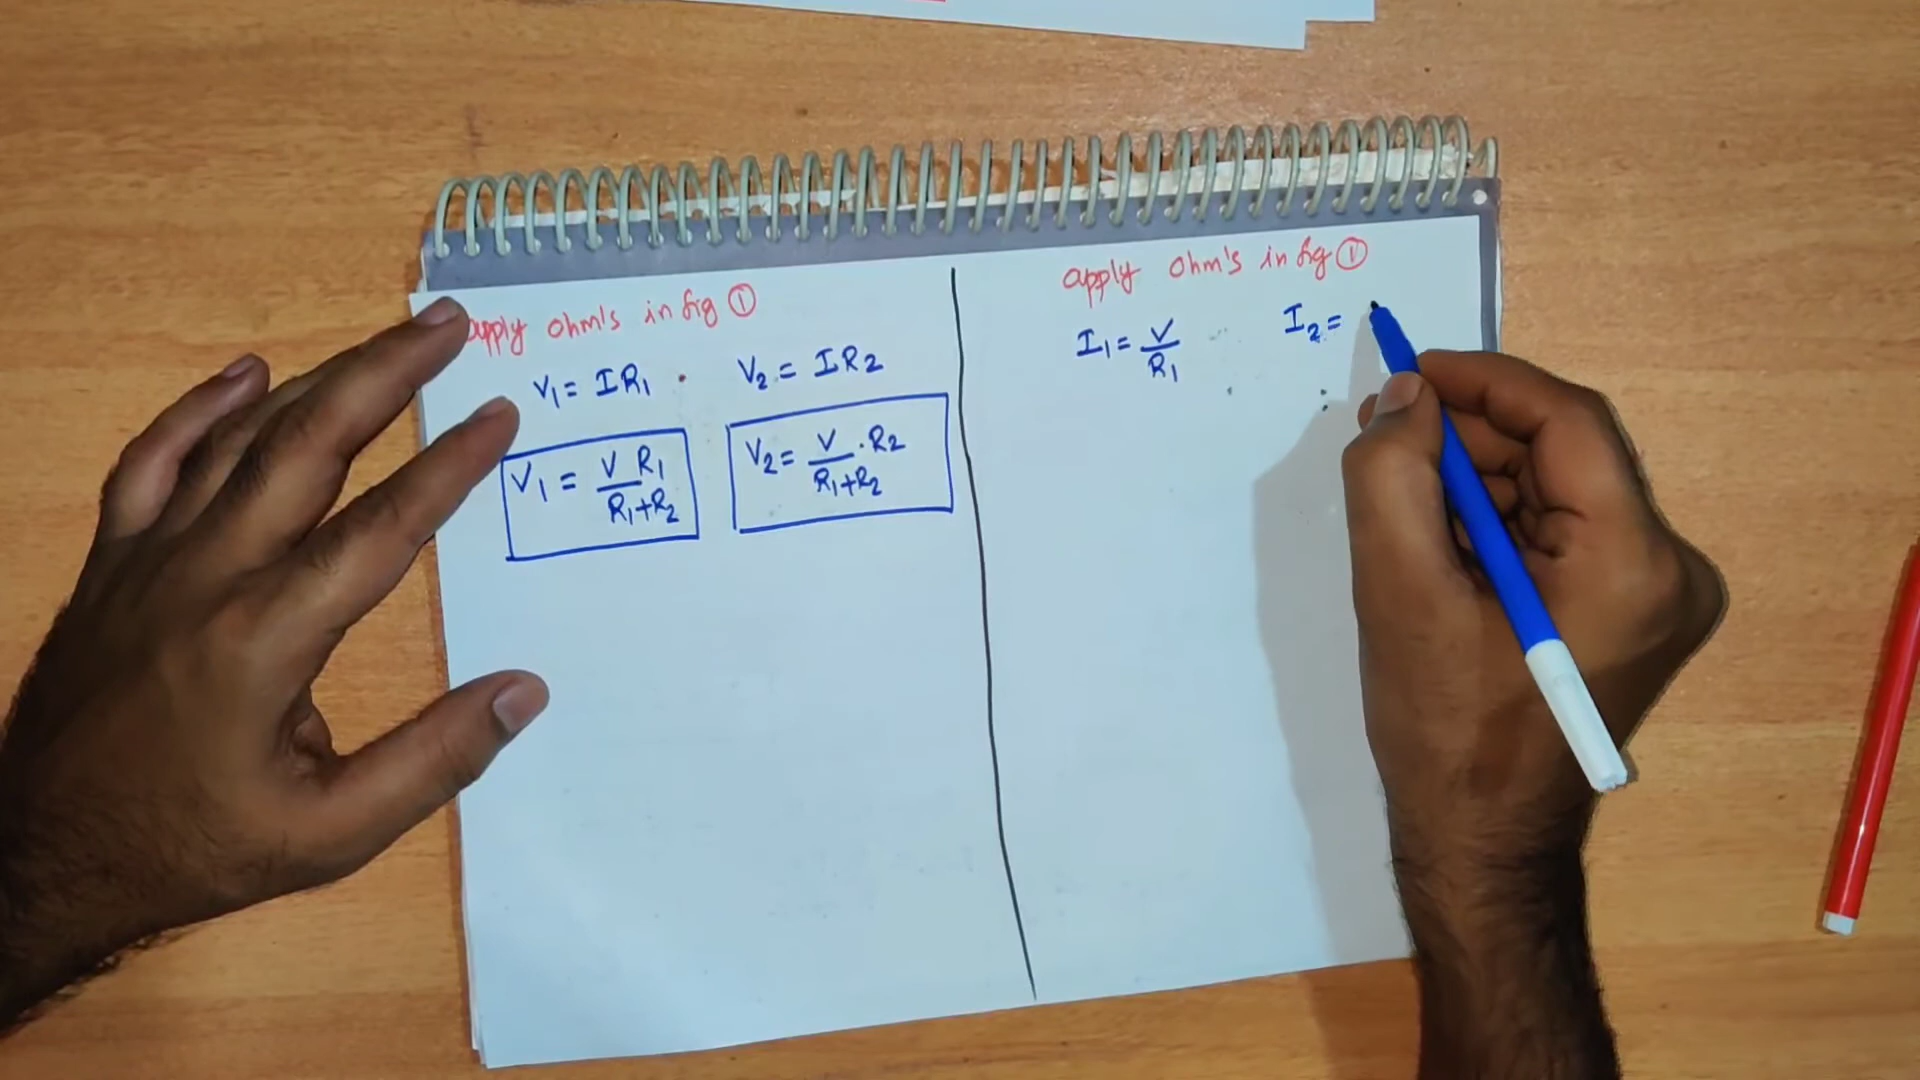 apply ohm's in fig ①
V₁ = IR₁ . V₂ = IR₂
V₁ = V R₁ / R₁+R₂
V₂ = V / R₁+R₂ . R₂
apply ohm's in fig ①
I₁ = V / R₁ I₂ =